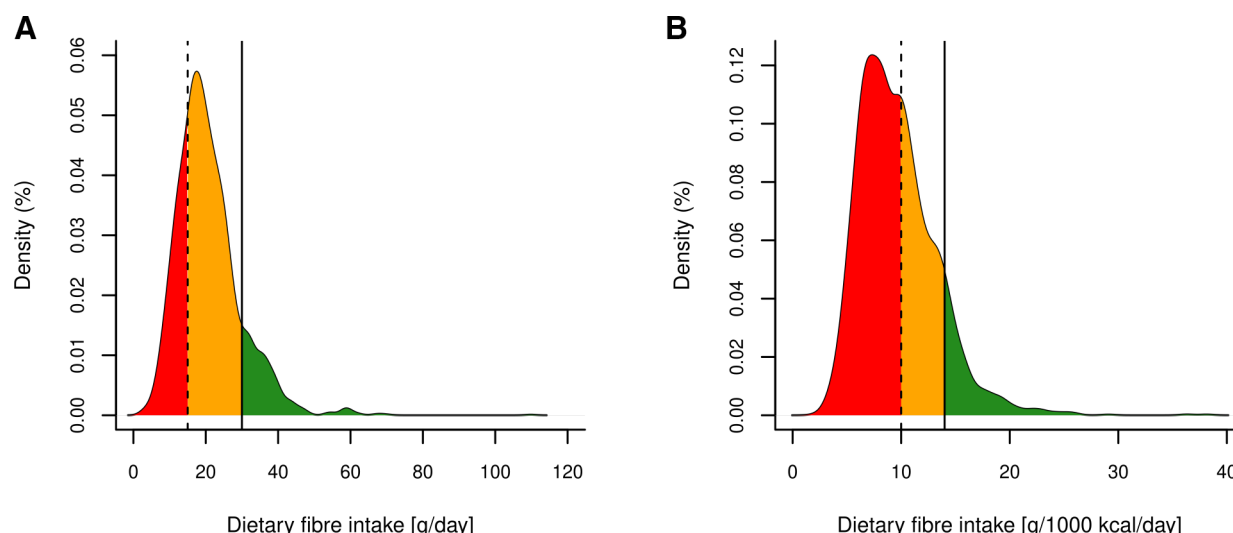 A
Density (%)
0.00 0.01 0.02 0.03 0.04 0.05 0.06
0 20 40 60 80 100 120
Dietary fibre intake [g/day]
B
Density (%)
0.00 0.02 0.04 0.06 0.08 0.10 0.12
0 10 20 30 40
Dietary fibre intake [g/1000 kcal/day]